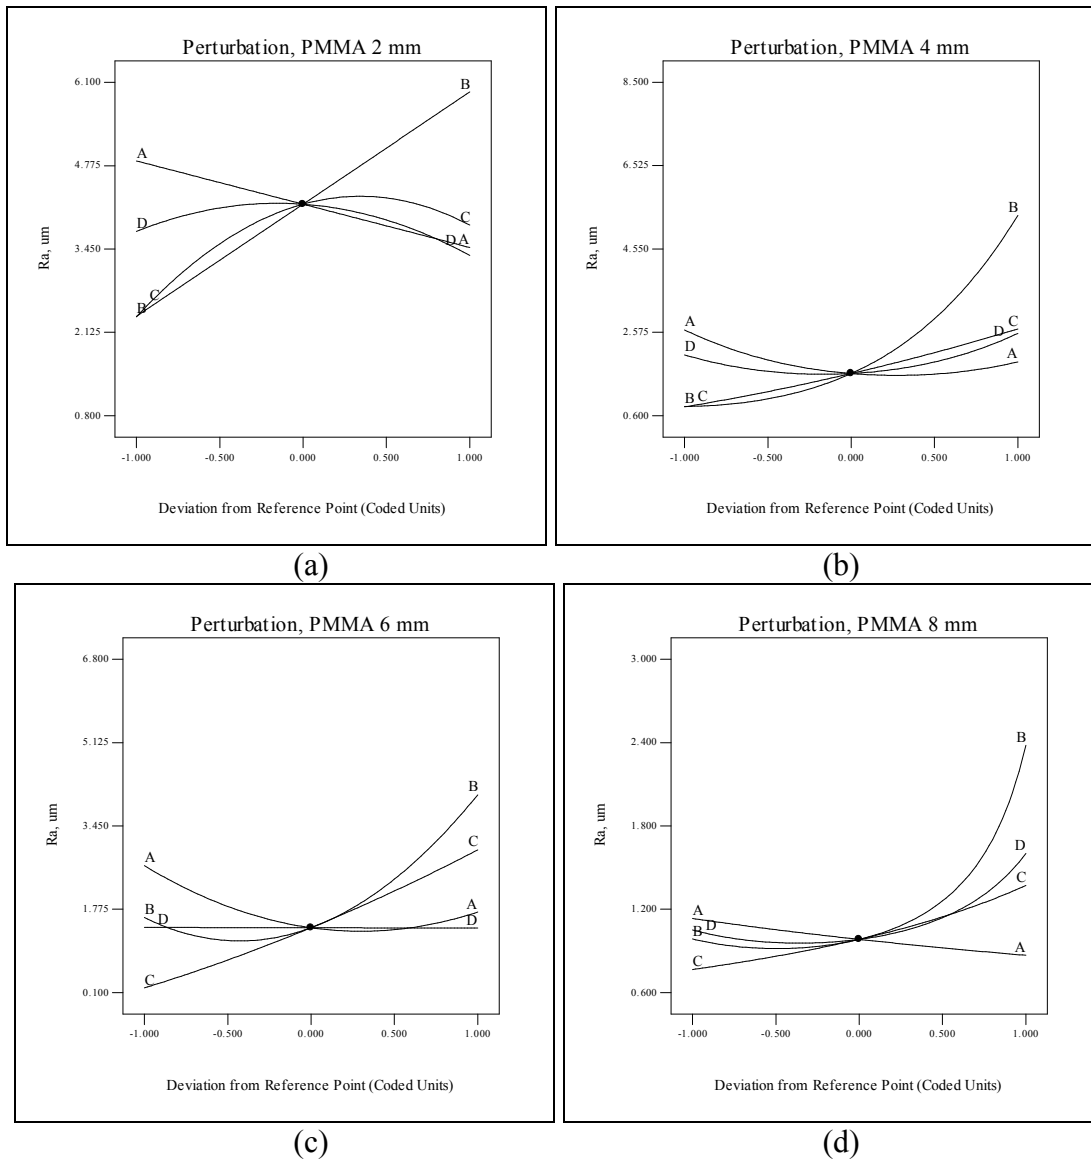 Perturbation, PMMA 2 mm
6.100
4.775
3.450
2.125
0.800
Ra, um
A
D
B
C
B
C
D A
-1.000 -0.500 0.000 0.500 1.000
Deviation from Reference Point (Coded Units)
(a)
Perturbation, PMMA 4 mm
8.500
6.525
4.550
2.575
0.600
Ra, um
A
D
B C
B
C
D
A
-1.000 -0.500 0.000 0.500 1.000
Deviation from Reference Point (Coded Units)
(b)
Perturbation, PMMA 6 mm
6.800
5.125
3.450
1.775
0.100
Ra, um
A
B
D
C
B
C
A
D
-1.000 -0.500 0.000 0.500 1.000
Deviation from Reference Point (Coded Units)
(c)
Perturbation, PMMA 8 mm
3.000
2.400
1.800
1.200
0.600
Ra, um
A
D
B
C
B
D
C
A
-1.000 -0.500 0.000 0.500 1.000
Deviation from Reference Point (Coded Units)
(d)